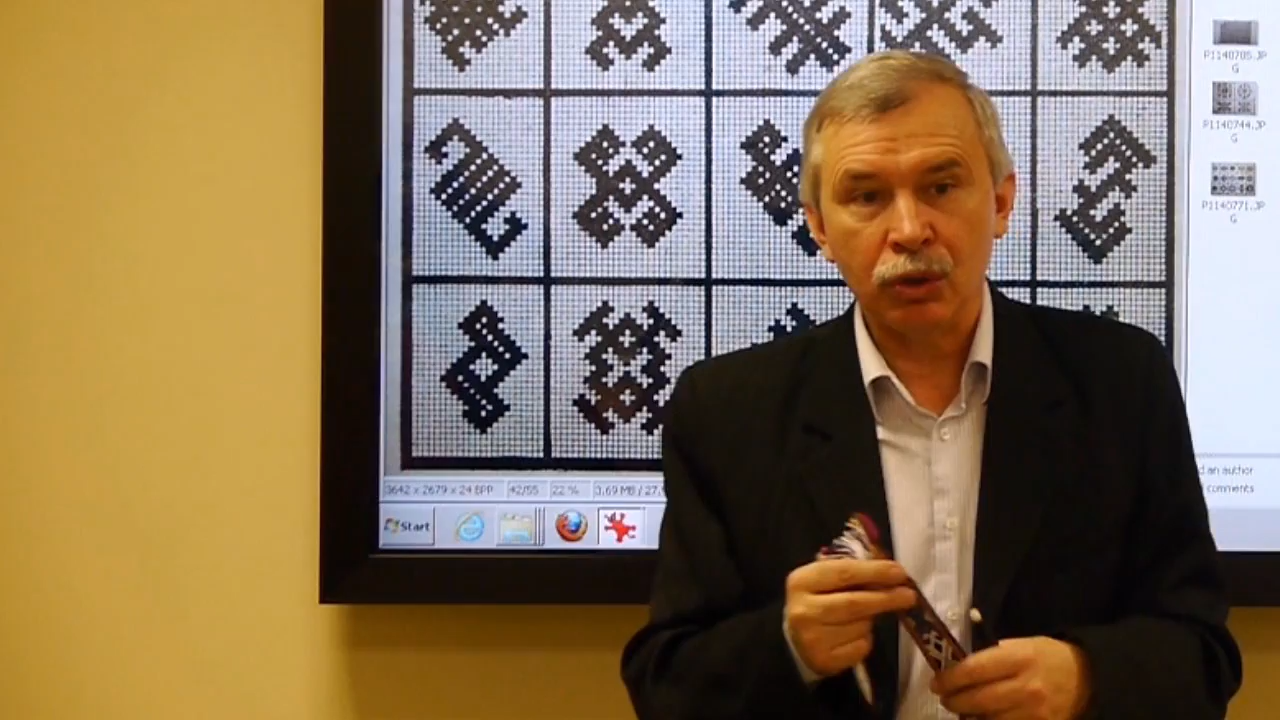 P1140705.JP
G
P1140744.JP
G
P1140771.JP
G
d an author
comments
3642 x 2679 x 24 BPP 42/55 22 % 3.69 MB / 27.
Start